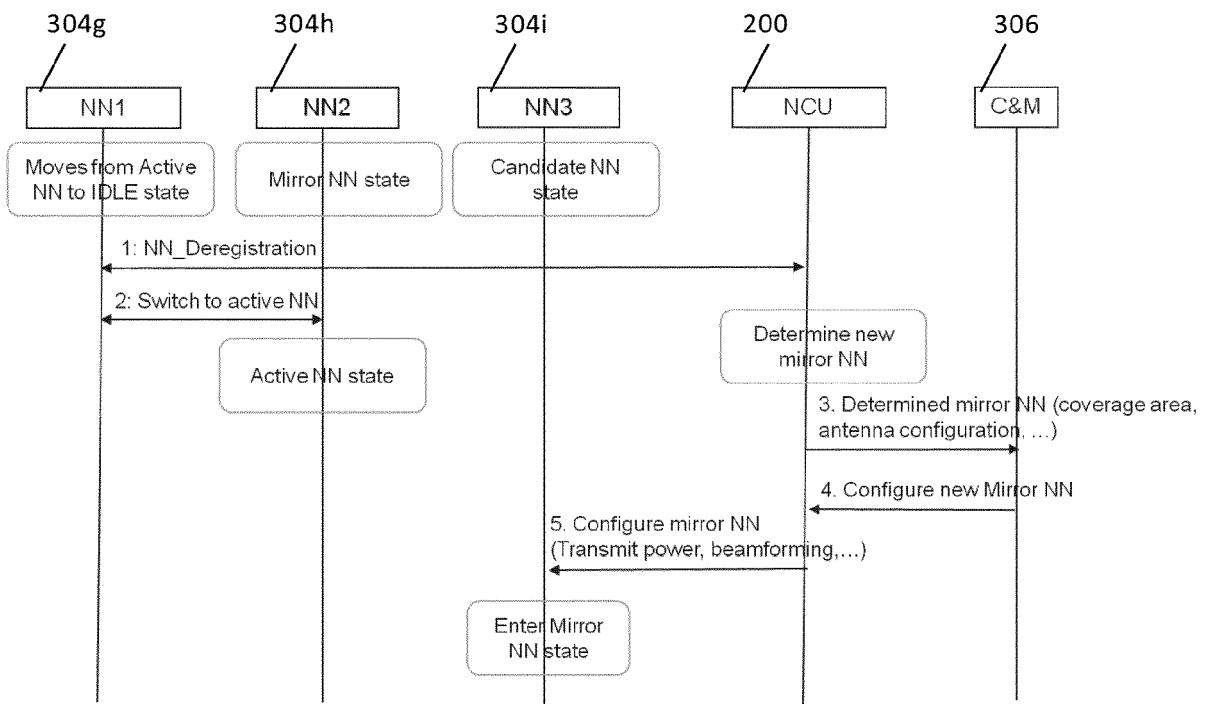 304g
304h
304i
200
306
NN1
NN2
NN3
NCU
C&M
Moves from Active
NN to IDLE state
Mirror NN state
Candidate NN
state
1: NN_Deregistration
2: Switch to active NN
Determine new
mirror NN
Active NN state
3. Determined mirror NN (coverage area,
antenna configuration, ...)
4. Configure new Mirror NN
5. Configure mirror NN
(Transmit power, beamforming,...)
Enter Mirror
NN state